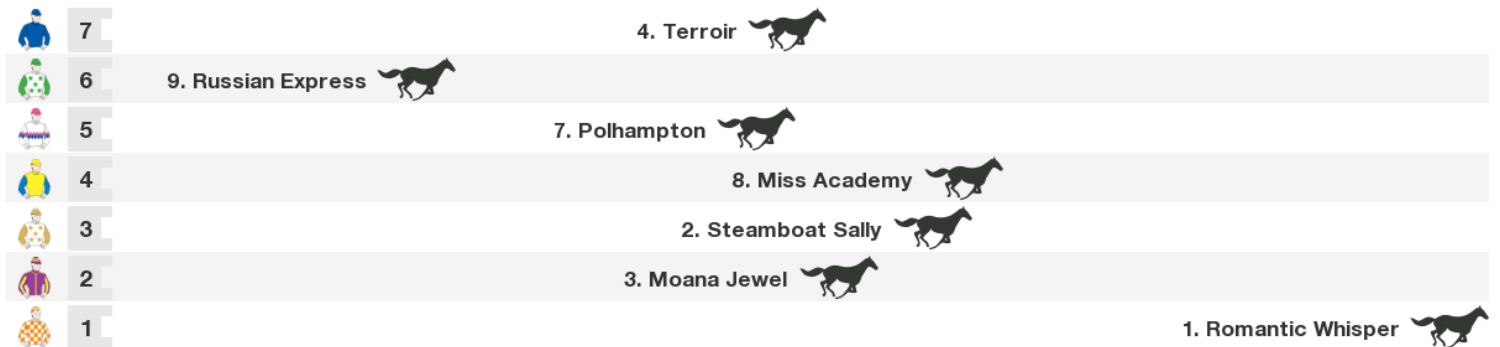 7 4. Terroir
6 9. Russian Express
5 7. Polhampton
4 8. Miss Academy
3 2. Steamboat Sally
2 3. Moana Jewel
1 1. Romantic Whisper